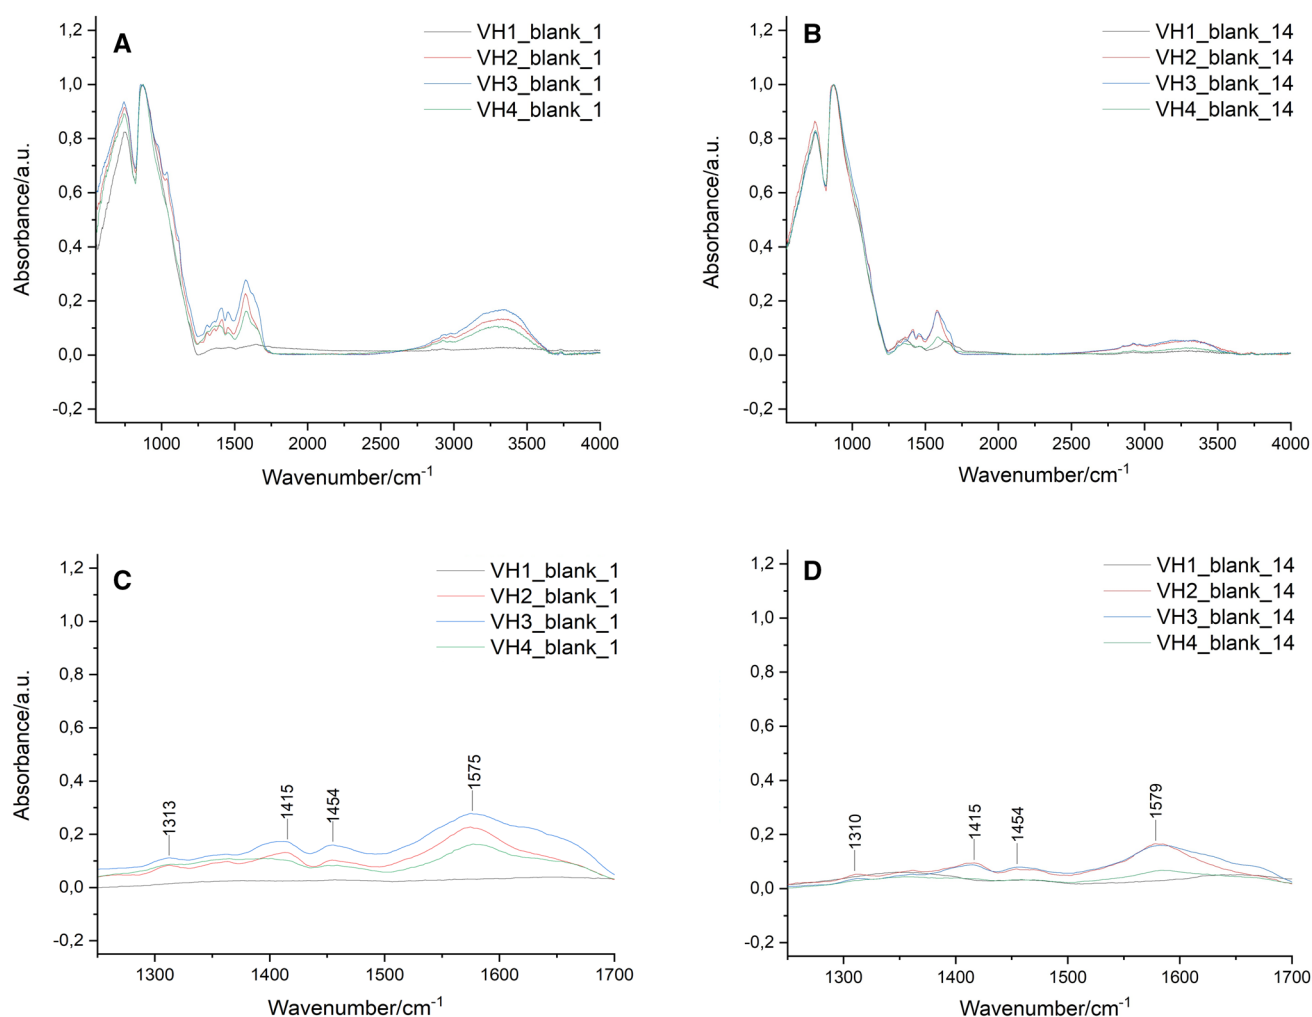 A
VH1_blank_1
VH2_blank_1
VH3_blank_1
VH4_blank_1
1,2
1,0
0,8
0,6
0,4
0,2
0,0
-0,2
Absorbance/a.u.
1000
1500
2000
2500
3000
3500
4000
Wavenumber/cm-1
B
VH1_blank_14
VH2_blank_14
VH3_blank_14
VH4_blank_14
1,2
1,0
0,8
0,6
0,4
0,2
0,0
-0,2
Absorbance/a.u.
1000
1500
2000
2500
3000
3500
4000
Wavenumber/cm-1
C
VH1_blank_1
VH2_blank_1
VH3_blank_1
VH4_blank_1
1,2
1,0
0,8
0,6
0,4
0,2
0,0
-0,2
Absorbance/a.u.
1313
1415
1454
1575
1300
1400
1500
1600
1700
Wavenumber/cm-1
D
VH1_blank_14
VH2_blank_14
VH3_blank_14
VH4_blank_14
1,2
1,0
0,8
0,6
0,4
0,2
0,0
-0,2
1310
1415
1454
1579
1300
1400
1500
1600
1700
Wavenumber/cm-1